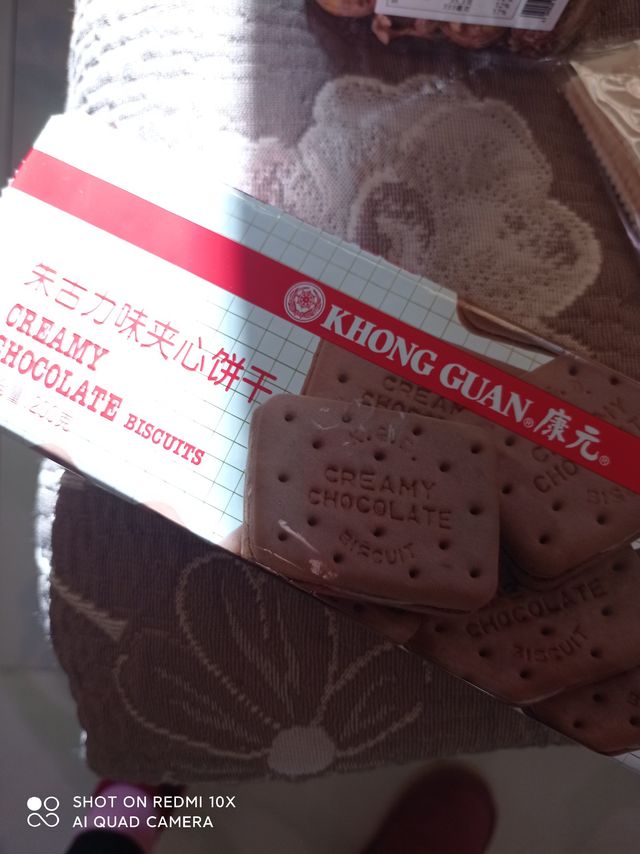 KHONG GUAN® 康元®
朱古力味夹心饼干
CREAMY
CHOCOLATE BISCUITS
CREAMY
CHOCOLATE
BISCUIT
CREAMY
CHOCOLATE
BISCUIT
SHOT ON REDMI 10X
AI QUAD CAMERA